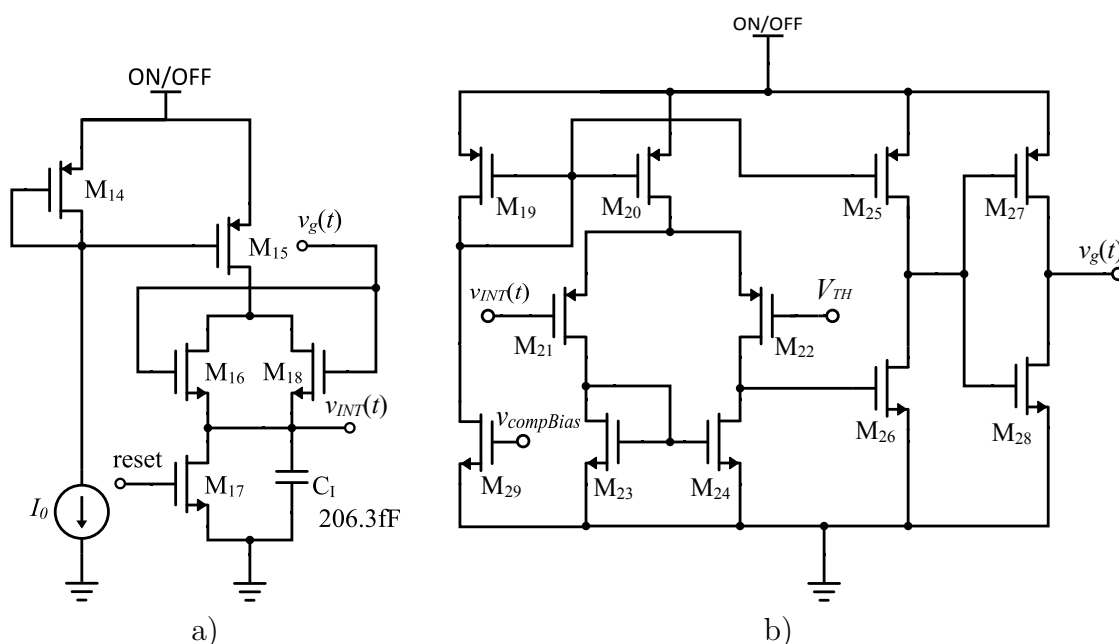 ON/OFF
M14
M15
vg(t)
M16
M18
vINT(t)
reset
M17
I0
CI
206.3fF
a)
ON/OFF
M19
M20
M25
M27
vg(t)
vINT(t)
VTH
M21
M22
vcompBias
M26
M28
M29
M23
M24
b)